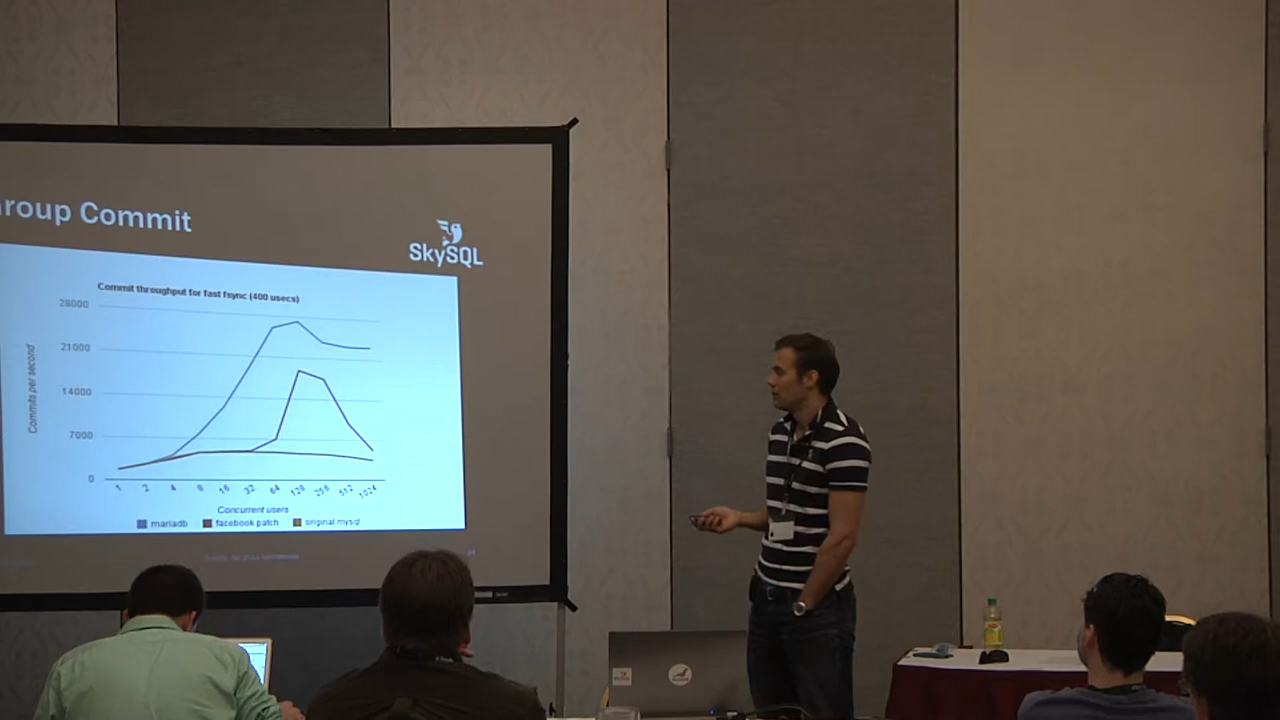 roup Commit
SkySQL
Commit throughput for fast fsync (400 usecs)
28000
21000
14000
7000
0
Commits per second
1 2 4 8 16 32 64 128 256 512 1024
Concurrent users
mariadb facebook patch original mysql